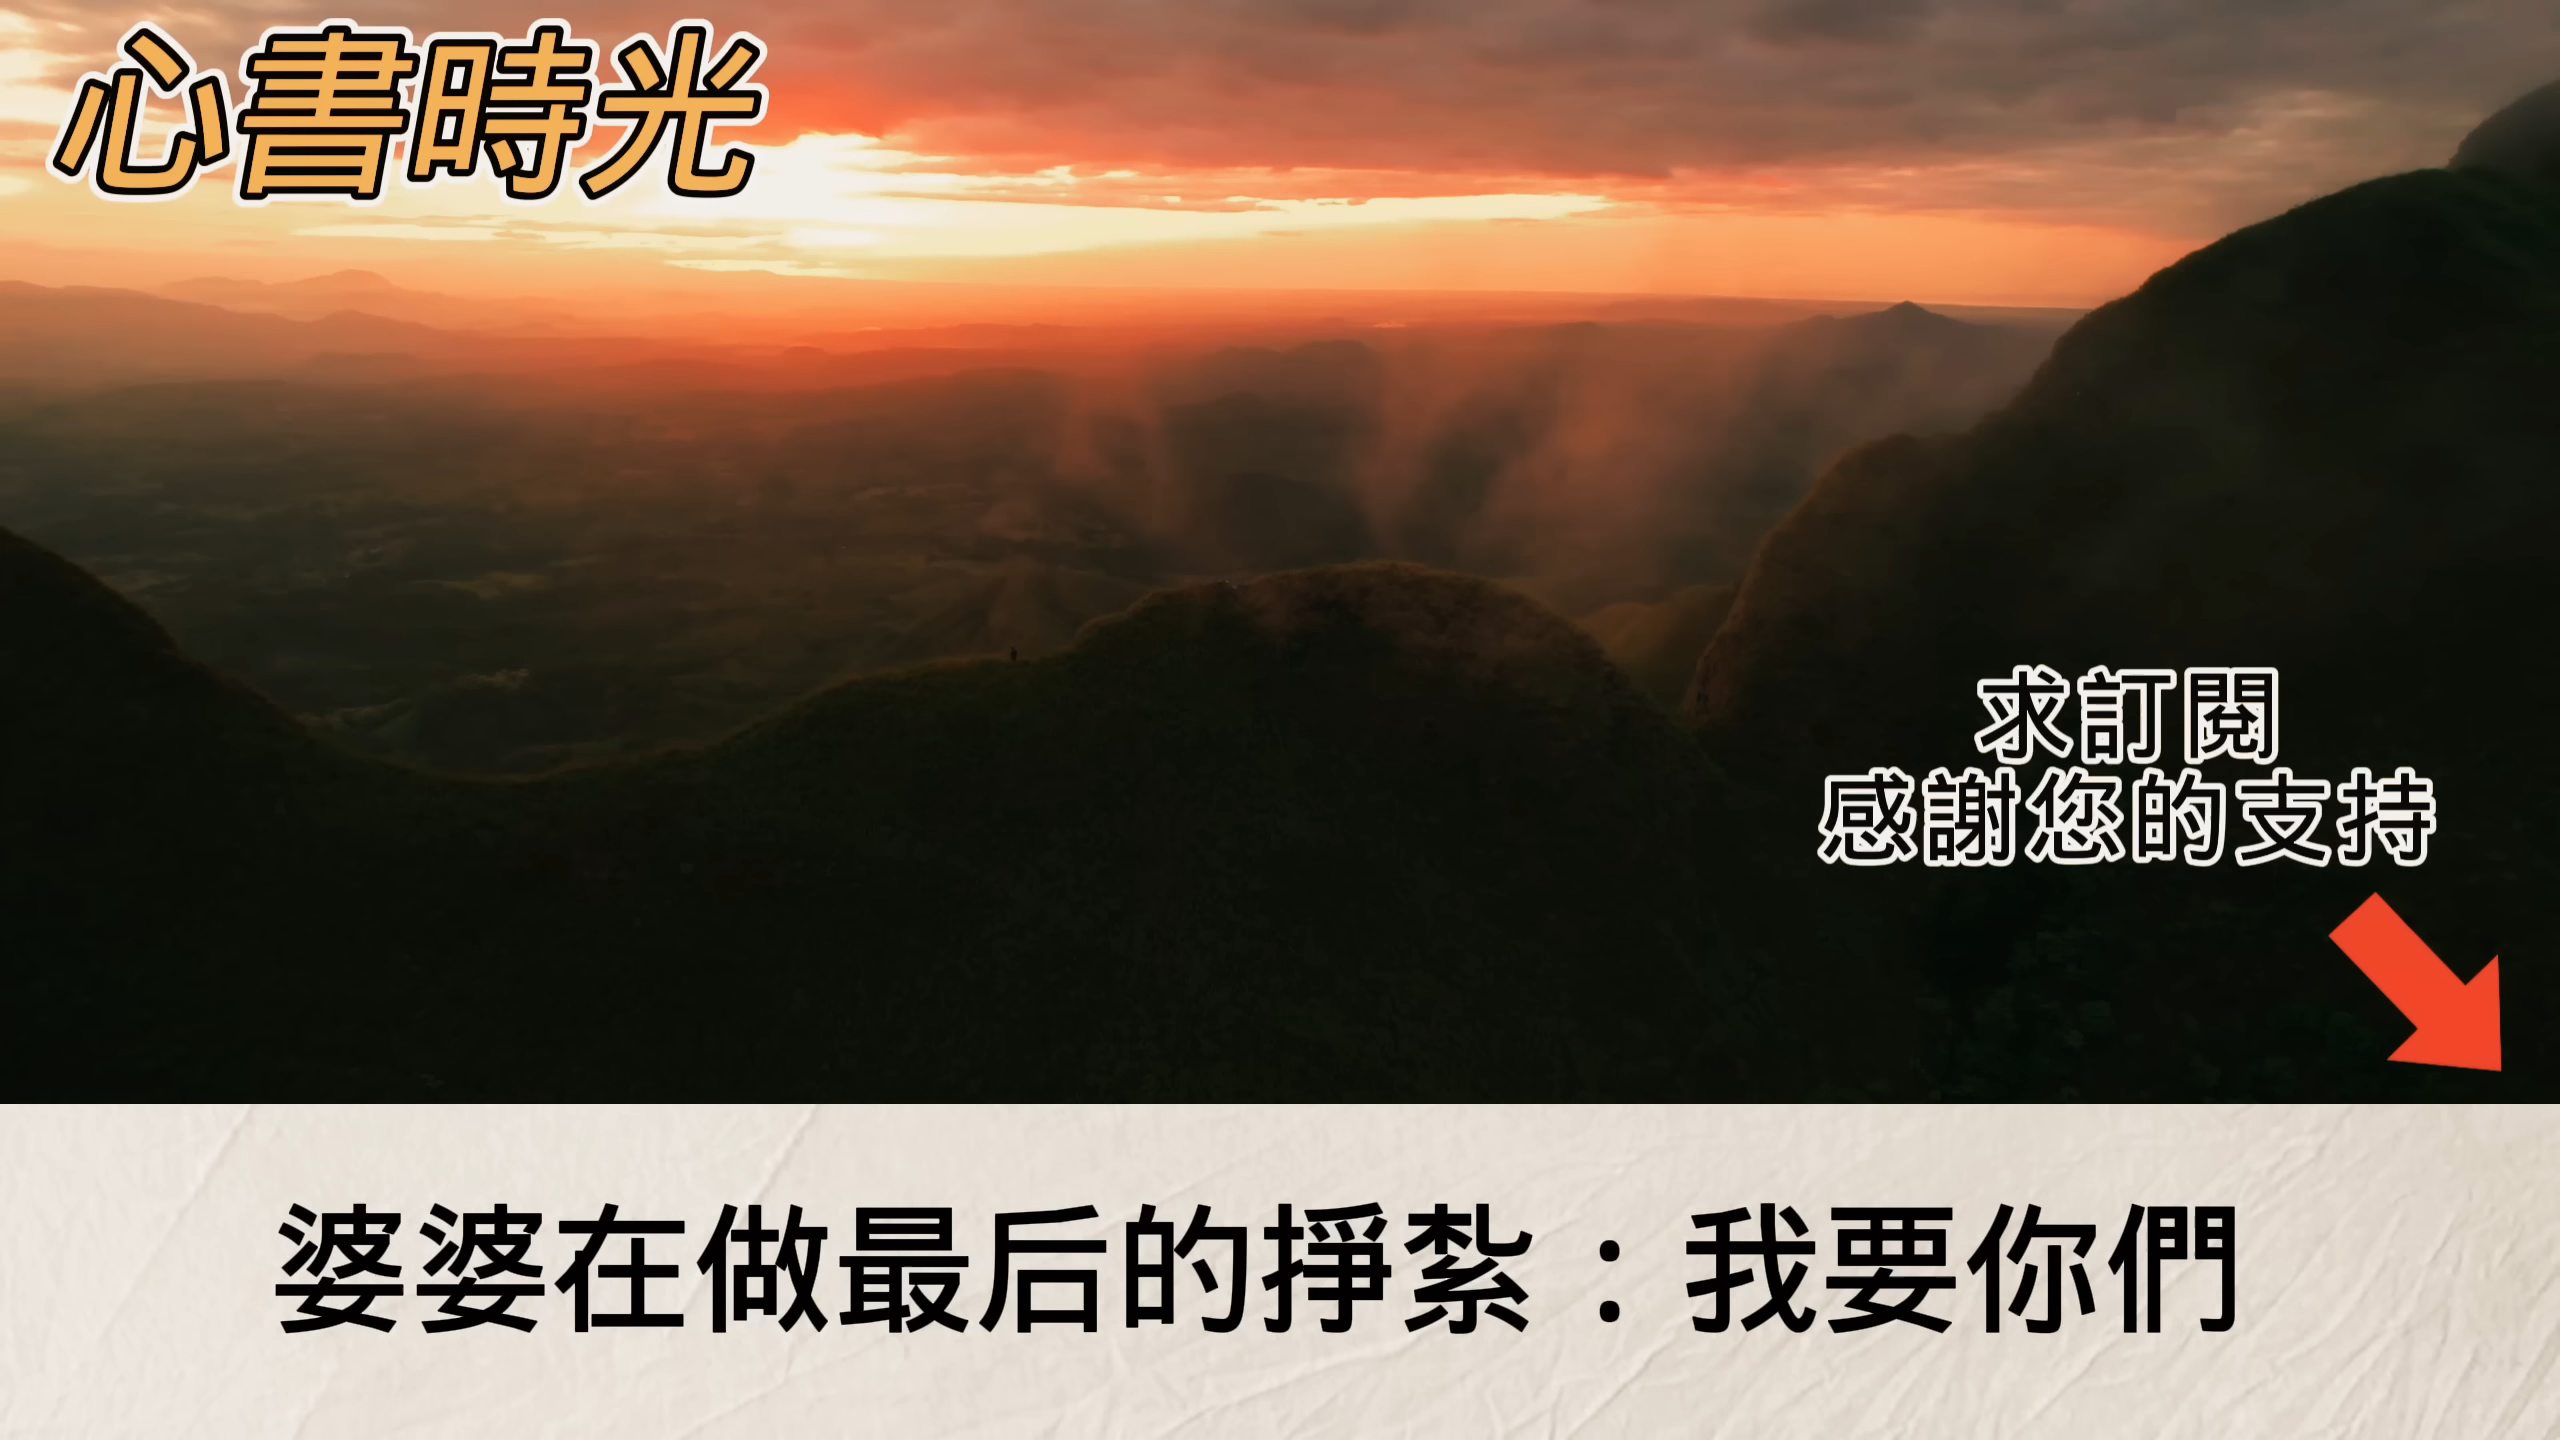 心書時光
求訂閱
感謝您的支持
婆婆在做最后的掙紮：我要你們